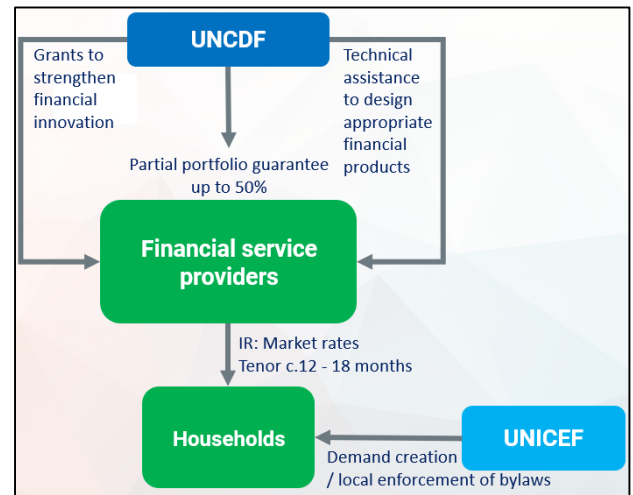 UNCDF
Grants to
strengthen
financial
innovation
Technical
assistance
to design
appropriate
financial
products
Partial portfolio guarantee
up to 50%
Financial service
providers
IR: Market rates
Tenor c.12 - 18 months
Households
UNICEF
Demand creation
/ local enforcement of bylaws